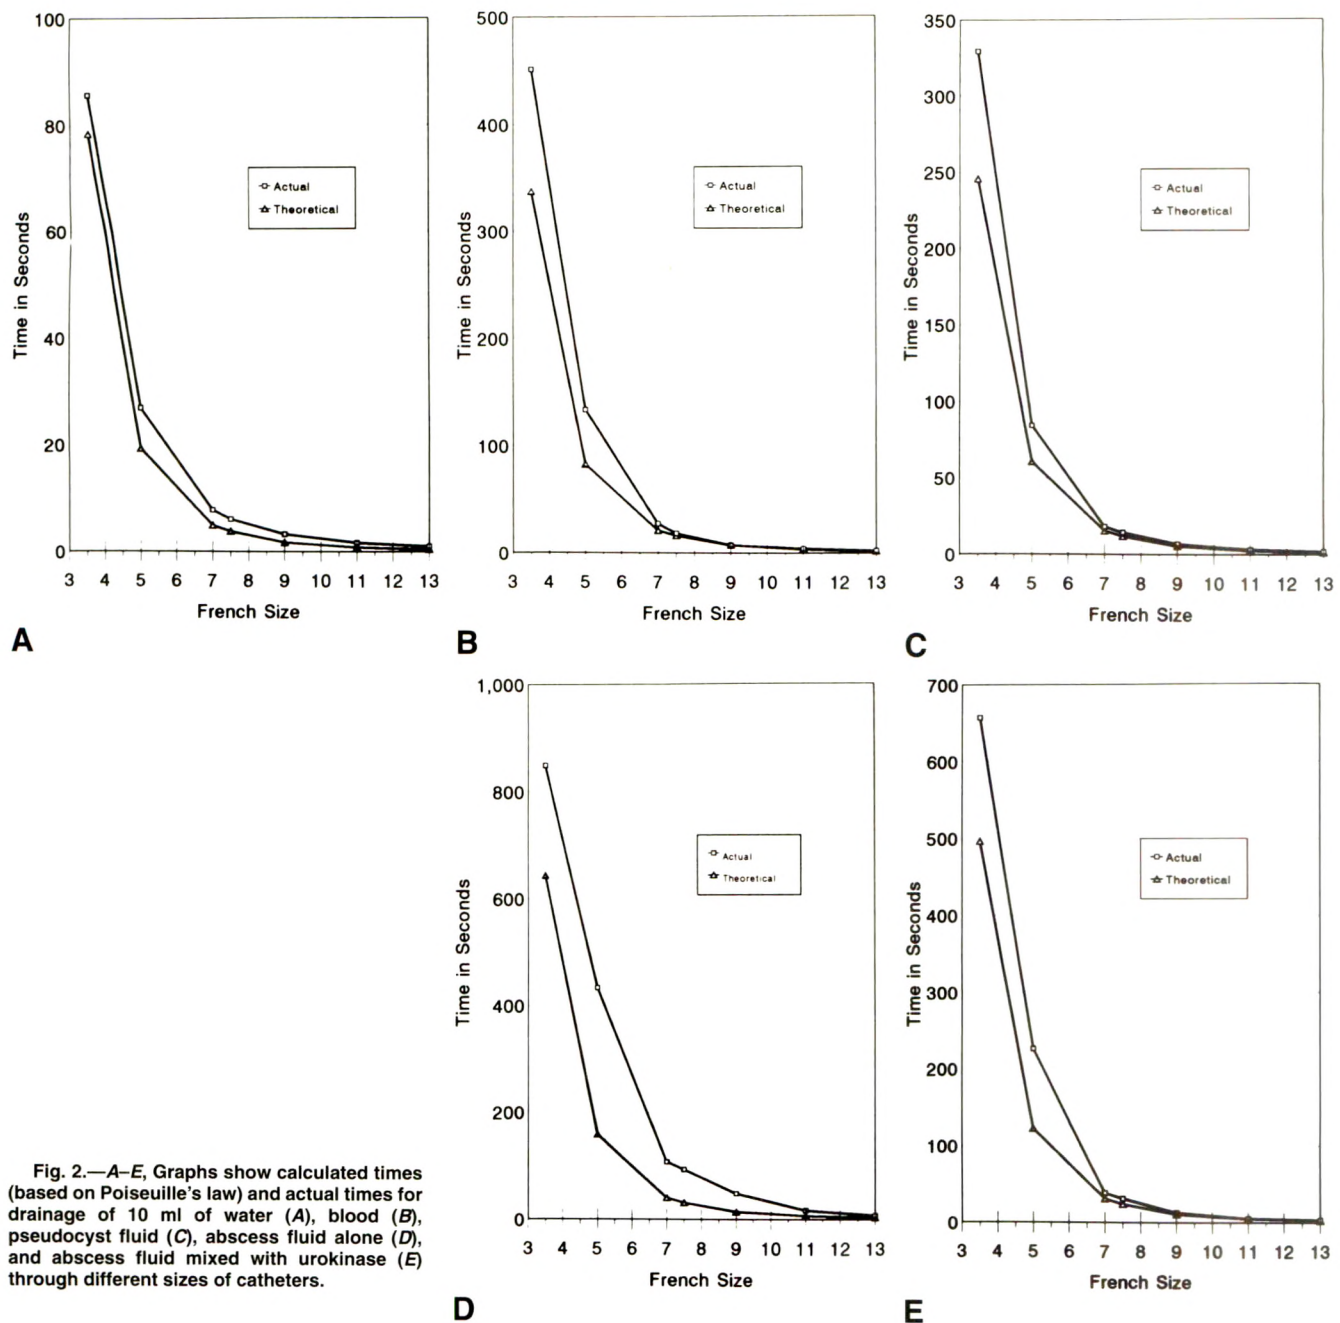 100
80
60
40
20
0
Time in Seconds
Actual
Theoretical
3 4 5 6 7 8 9 10 11 12 13
French Size
A
500
400
300
200
100
0
Time in Seconds
Actual
Theoretical
3 4 5 6 7 8 9 10 11 12 13
French Size
B
350
300
250
200
150
100
50
0
Time in Seconds
Actual
Theoretical
3 4 5 6 7 8 9 10 11 12 13
French Size
C
1,000
800
600
400
200
0
Time in Seconds
Actual
Theoretical
3 4 5 6 7 8 9 10 11 12 13
French Size
D
700
600
500
400
300
200
100
0
Time in Seconds
Actual
Theoretical
3 4 5 6 7 8 9 10 11 12 13
French Size
E
Fig. 2.—A–E, Graphs show calculated times
(based on Poiseuille's law) and actual times for
drainage of 10 ml of water (A), blood (B),
pseudocyst fluid (C), abscess fluid alone (D),
and abscess fluid mixed with urokinase (E)
through different sizes of catheters.